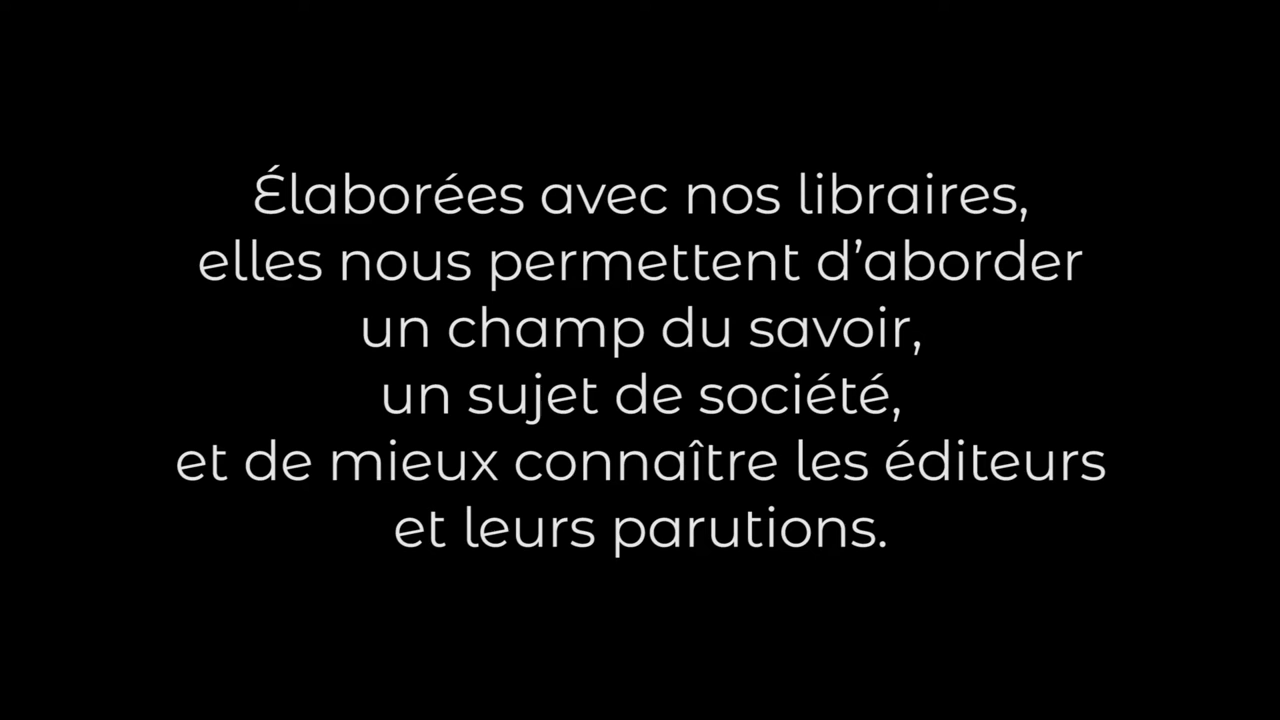 Élaborées avec nos libraires,
elles nous permettent d’aborder
un champ du savoir,
un sujet de société,
et de mieux connaître les éditeurs
et leurs parutions.